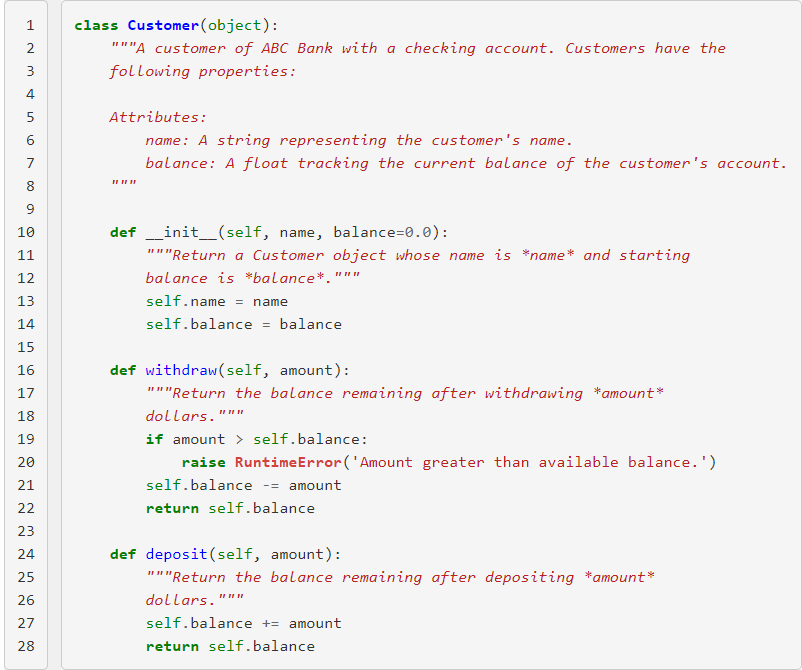 1 class Customer(object):
2 """A customer of ABC Bank with a checking account. Customers have the
3 following properties:
4
5 Attributes:
6 name: A string representing the customer's name.
7 balance: A float tracking the current balance of the customer's account.
8 """
9
10 def __init__(self, name, balance=0.0):
11 """Return a Customer object whose name is *name* and starting
12 balance is *balance*."""
13 self.name = name
14 self.balance = balance
15
16 def withdraw(self, amount):
17 """Return the balance remaining after withdrawing *amount*
18 dollars."""
19 if amount > self.balance:
20 raise RuntimeError('Amount greater than available balance.')
21 self.balance -= amount
22 return self.balance
23
24 def deposit(self, amount):
25 """Return the balance remaining after depositing *amount*
26 dollars."""
27 self.balance += amount
28 return self.balance